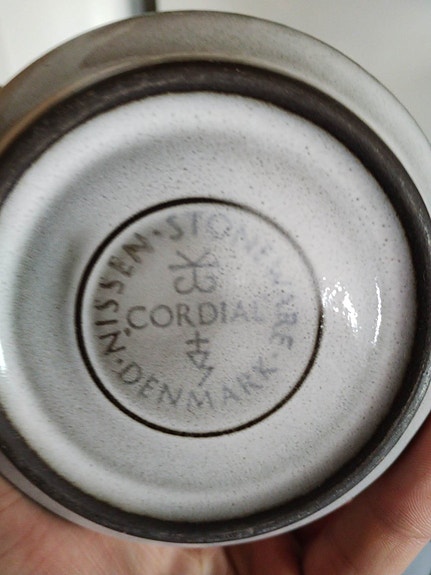 NISSEN · STONEWARE · DENMARK ·
CORDIAL